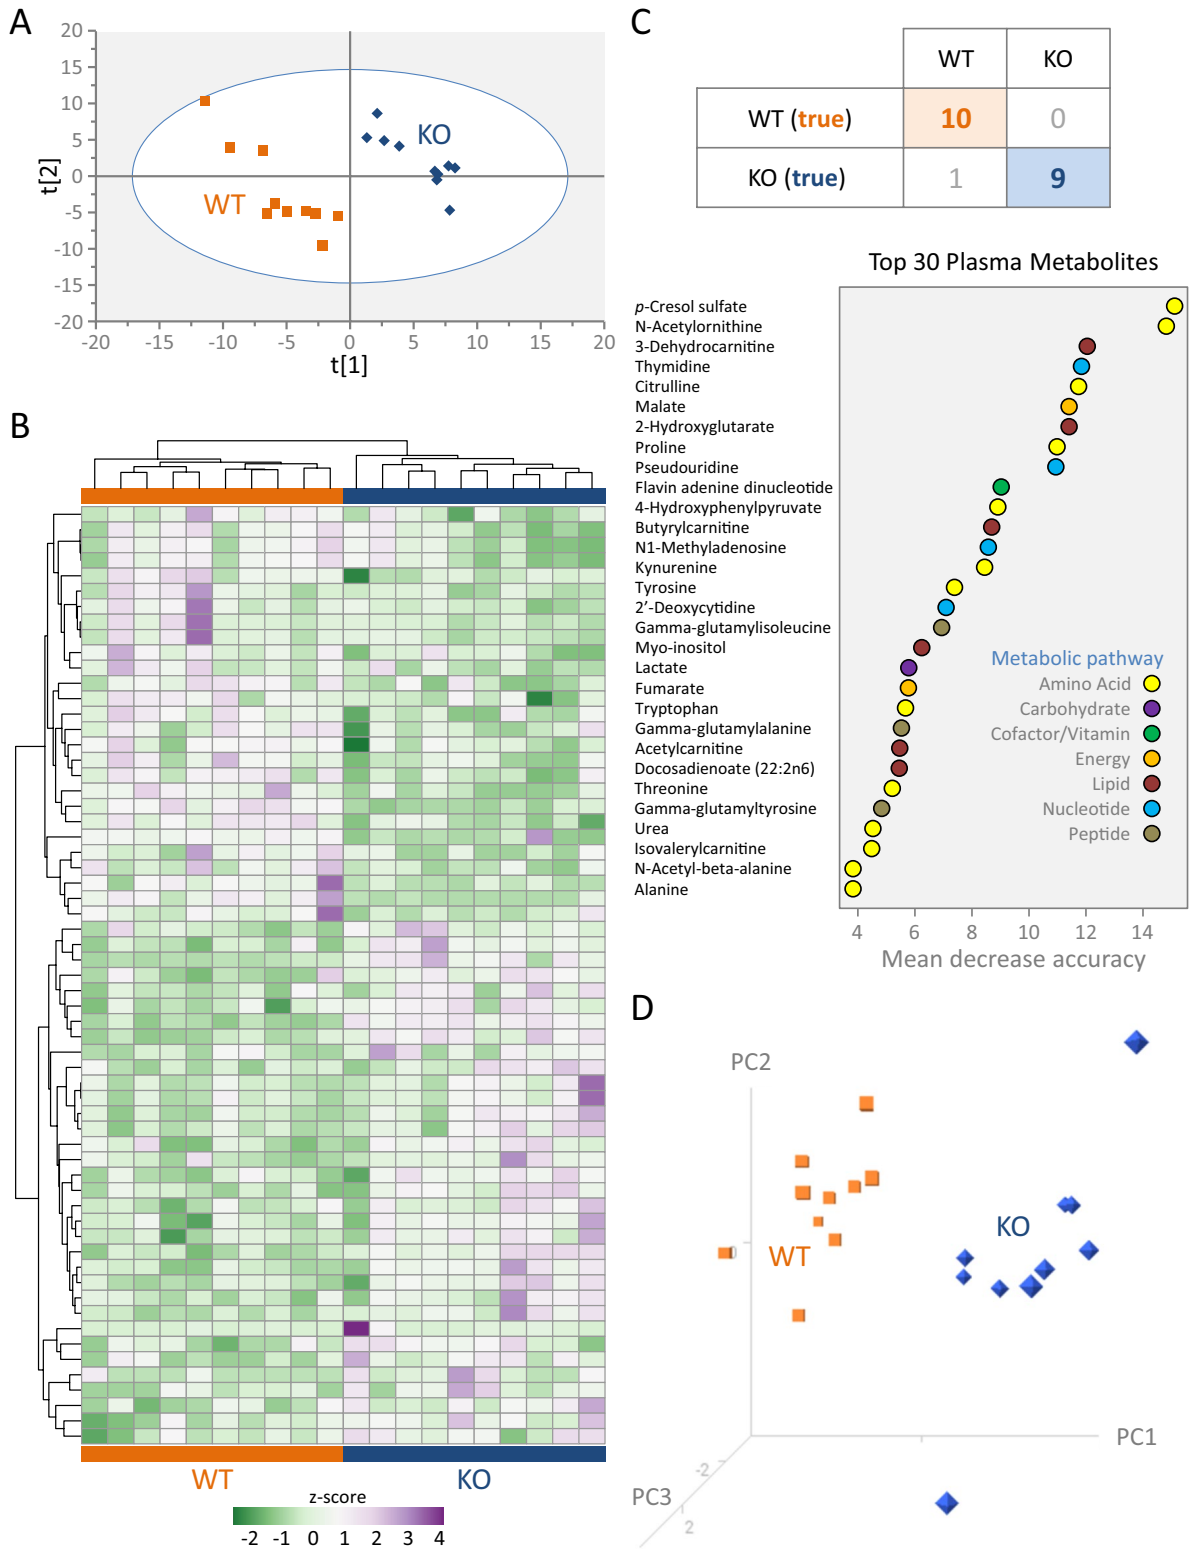 A
20
15
10
5
0
-5
-10
-15
-20
t[2]
KO
WT
-20
-15
-10
-5
0
5
10
15
20
t[1]
B
WT
KO
z-score
-2 -1 0 1 2 3 4
C
WT KO
WT (true) 10 0
KO (true) 1 9
Top 30 Plasma Metabolites
p-Cresol sulfate
N-Acetylornithine
3-Dehydrocarnitine
Thymidine
Citrulline
Malate
2-Hydroxyglutarate
Proline
Pseudouridine
Flavin adenine dinucleotide
4-Hydroxyphenylpyruvate
Butyrylcarnitine
N1-Methyladenosine
Kynurenine
Tyrosine
2’-Deoxycytidine
Gamma-glutamylisoleucine
Myo-inositol
Lactate
Fumarate
Tryptophan
Gamma-glutamylalanine
Acetylcarnitine
Docosadienoate (22:2n6)
Threonine
Gamma-glutamyltyrosine
Urea
Isovalerylcarnitine
N-Acetyl-beta-alanine
Alanine
Metabolic pathway
Amino Acid
Carbohydrate
Cofactor/Vitamin
Energy
Lipid
Nucleotide
Peptide
4 6 8 10 12 14
Mean decrease accuracy
D
PC2
KO
WT
0
PC1
-2
PC3
2